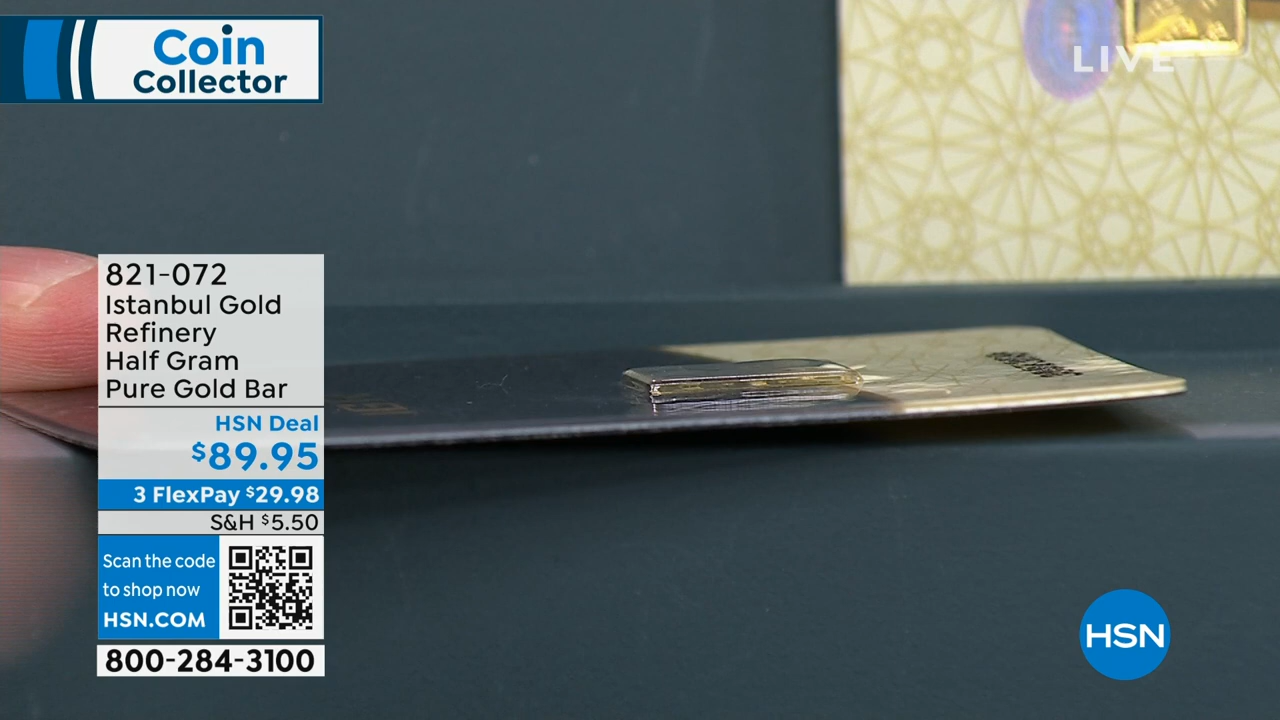 Coin
Collector
LIVE
821-072
Istanbul Gold
Refinery
Half Gram
Pure Gold Bar
HSN Deal
$89.95
3 FlexPay $29.98
S&H $5.50
Scan the code
to shop now
HSN.COM
800-284-3100
HSN